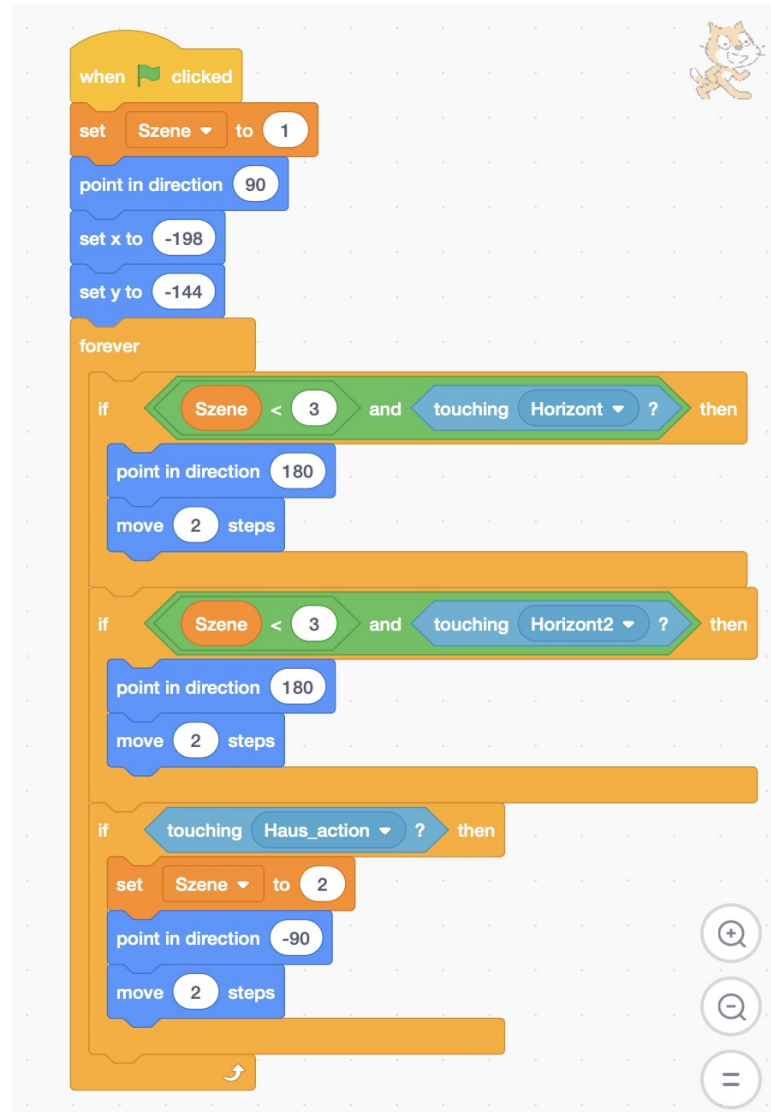 when clicked
set Szene to 1
point in direction 90
set x to -198
set y to -144
forever
if Szene < 3 and touching Horizont ? then
point in direction 180
move 2 steps
if Szene < 3 and touching Horizont2 ? then
point in direction 180
move 2 steps
if touching Haus_action ? then
set Szene to 2
point in direction -90
move 2 steps